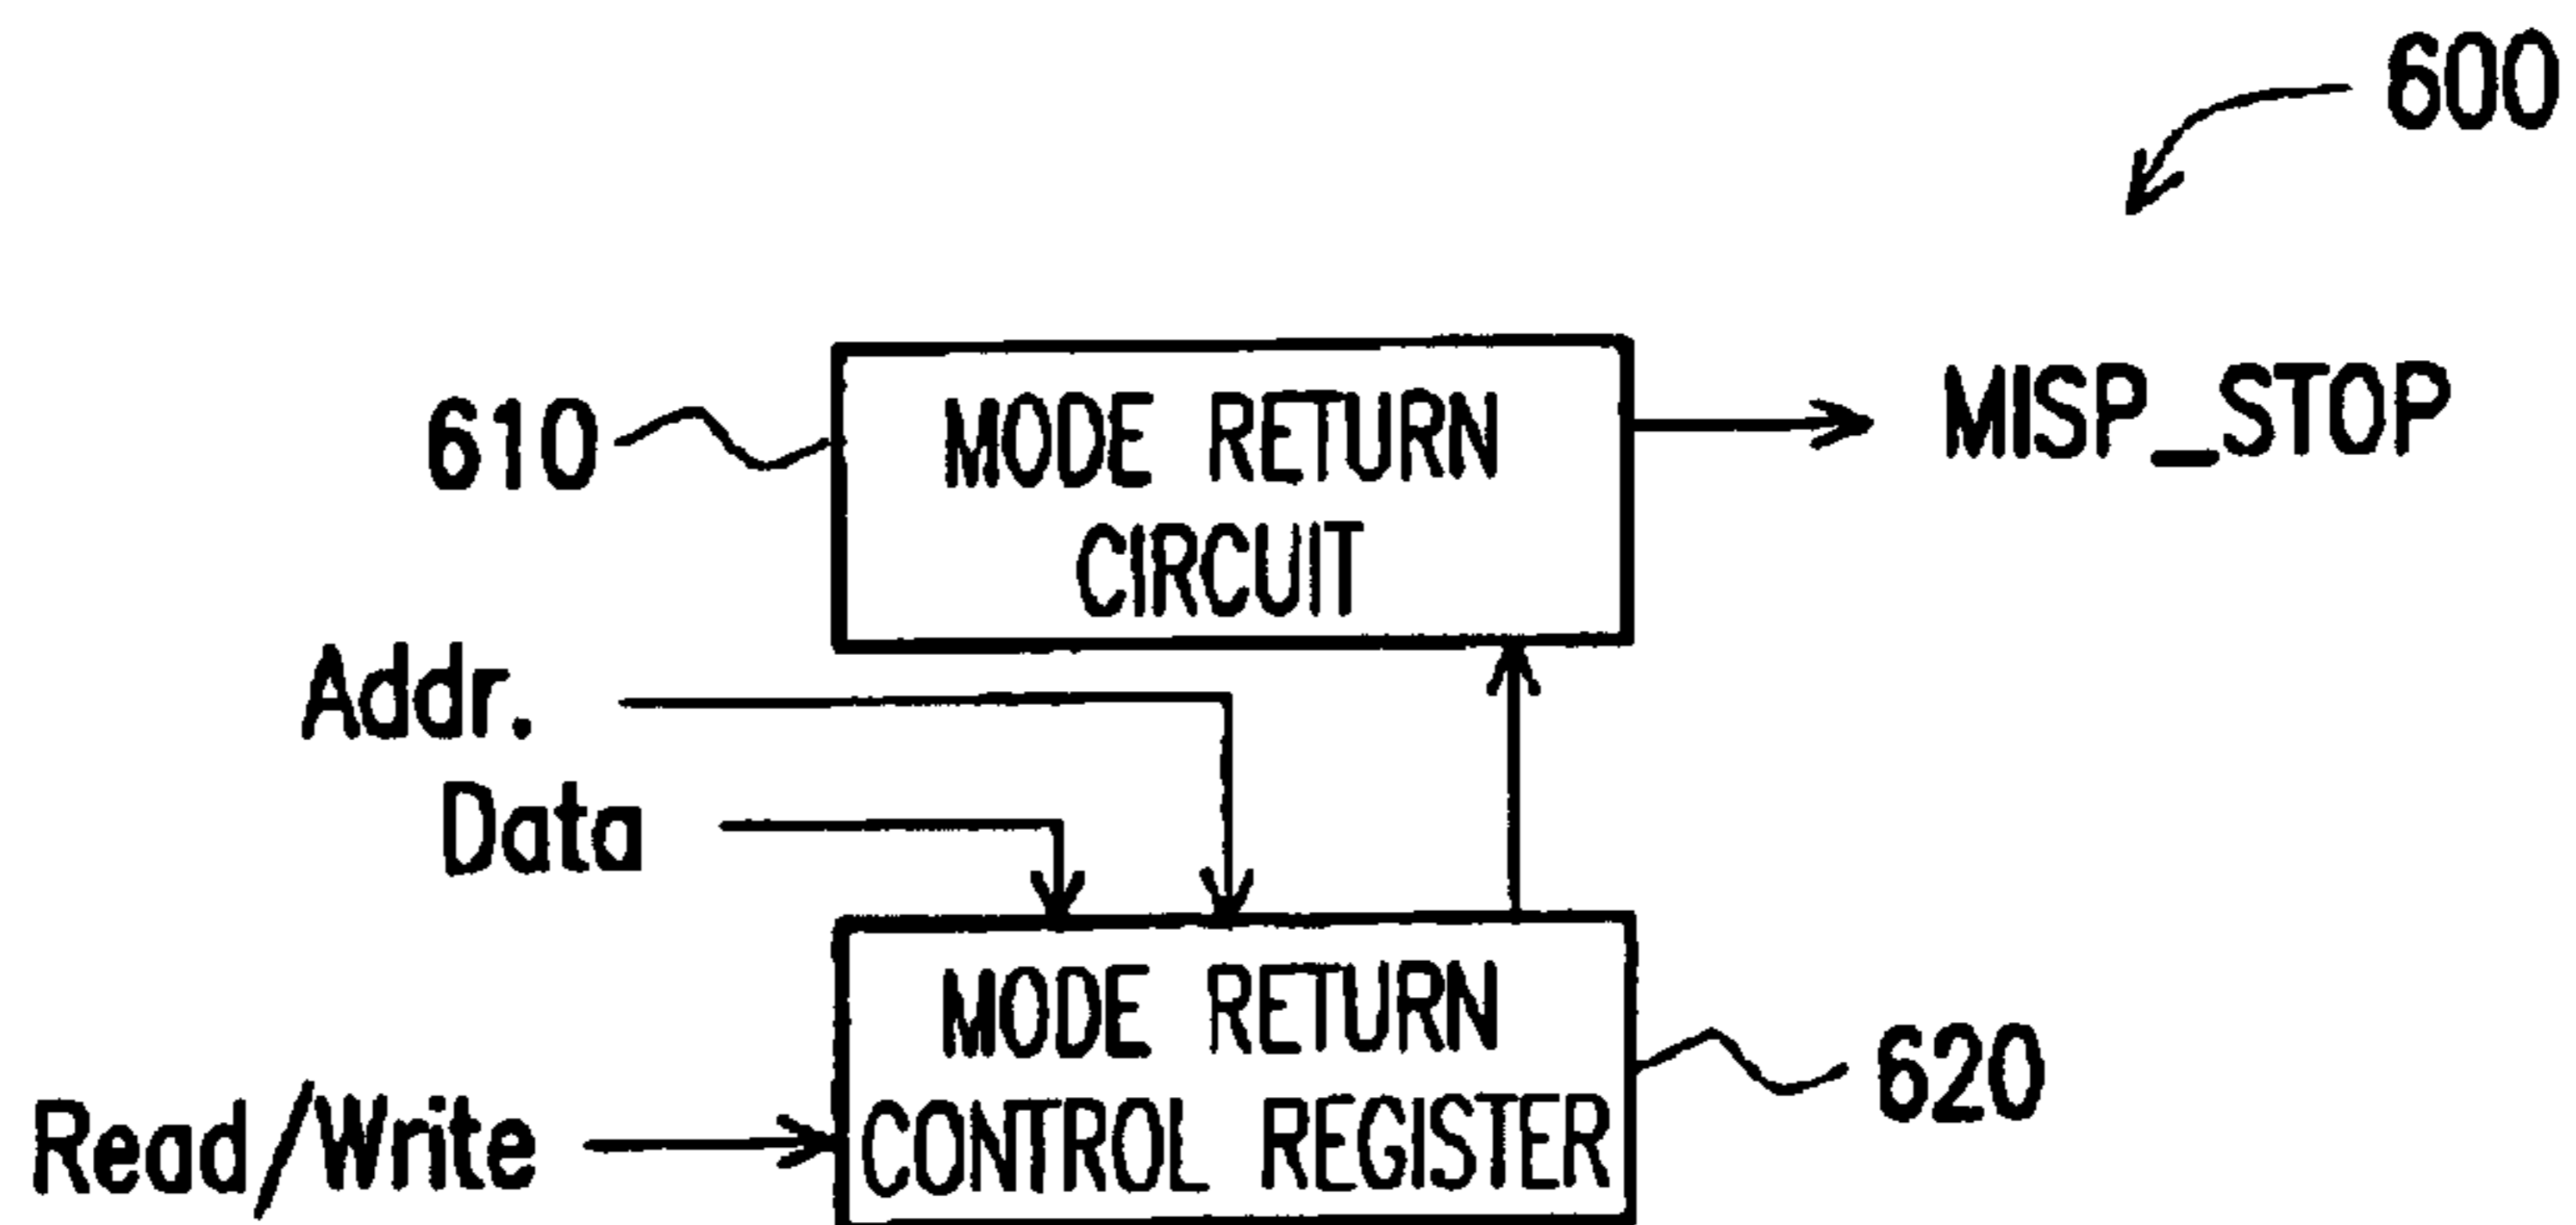 600
610
MODE RETURN
CIRCUIT
MISP_STOP
Addr.
Data
MODE RETURN
CONTROL REGISTER
620
Read/Write